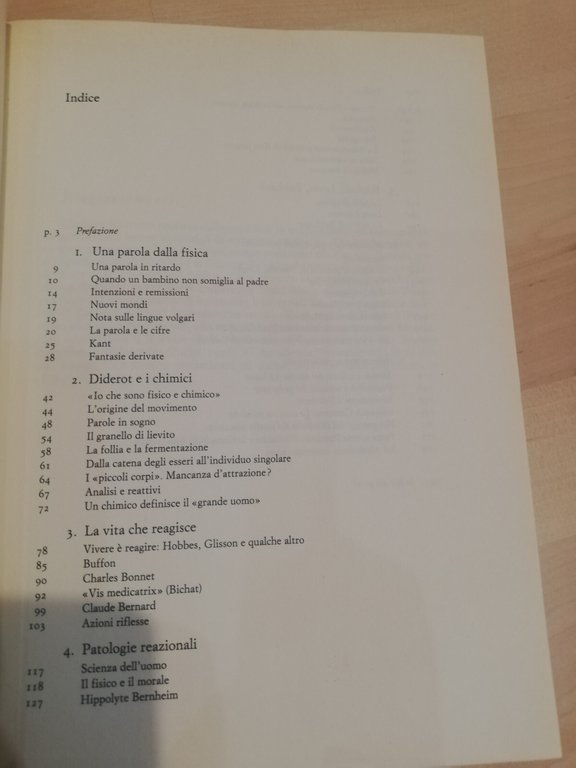 Indice
p. 3 Prefazione
1. Una parola dalla fisica
9 Una parola in ritardo
10 Quando un bambino non somiglia al padre
14 Intenzioni e remissioni
17 Nuovi mondi
19 Nota sulle lingue volgari
20 La parola e le cifre
25 Kant
28 Fantasie derivate
2. Diderot e i chimici
42 «Io che sono fisico e chimico»
44 L'origine del movimento
48 Parole in sogno
54 Il granello di lievito
58 La follia e la fermentazione
61 Dalla catena degli esseri all'individuo singolare
64 I «piccoli corpi». Mancanza d'attrazione?
67 Analisi e reattivi
72 Un chimico definisce il «grande uomo»
3. La vita che reagisce
78 Vivere è reagire: Hobbes, Glisson e qualche altro
85 Buffon
90 Charles Bonnet
92 «Vis medicatrix» (Bichat)
99 Claude Bernard
103 Azioni riflesse
4. Patologie reazionali
117 Scienza dell'uomo
118 Il fisico e il morale
127 Hippolyte Bernheim